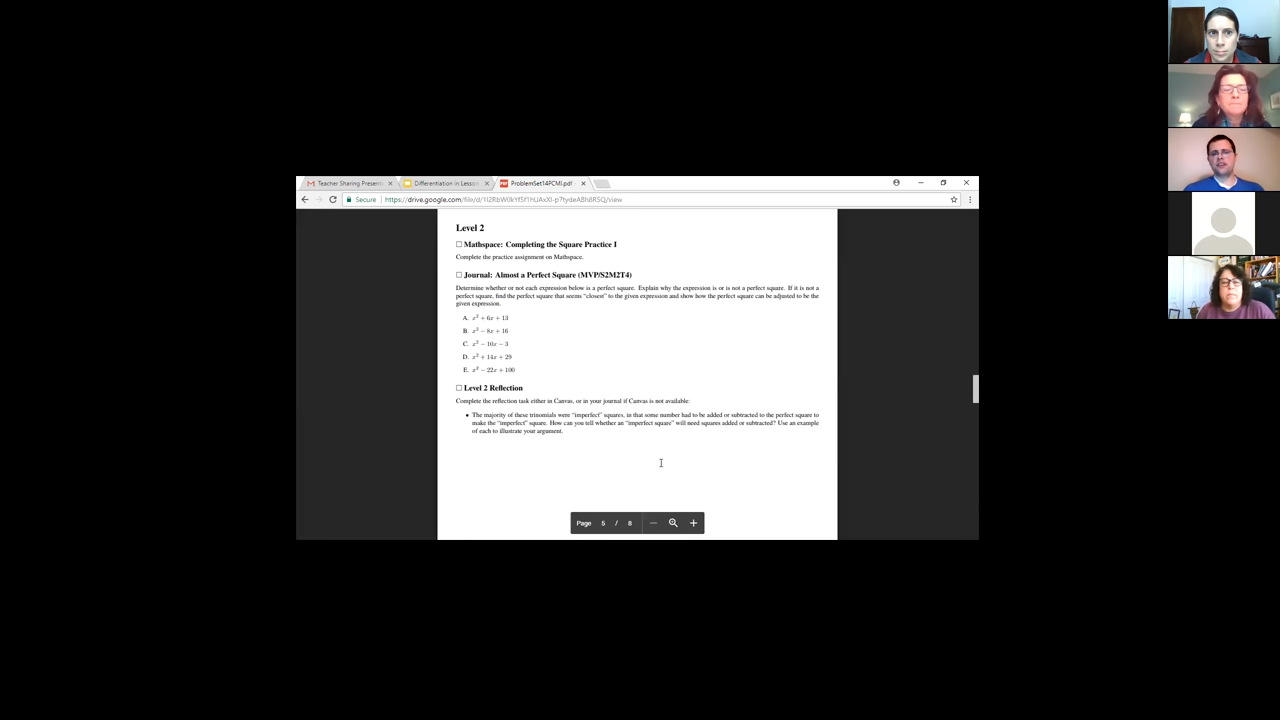 Teacher Sharing Present
Differentiation in Lesson
ProblemSet14PCMI.pdf
Secure
Level 2
☐ Mathspace: Completing the Square Practice I
Complete the practice assignment on Mathspace.
☐ Journal: Almost a Perfect Square (MVP/S2M2T4)
Determine whether or not each expression below is a perfect square. Explain why the expression is or is not a perfect square. If it is not a
perfect square, find the perfect square that seems “closest” to the given expression and show how the perfect square can be adjusted to be the
given expression.
A. x² + 6x + 13
B. x² − 8x + 16
C. x² − 10x − 3
D. x² + 14x + 29
E. x² − 22x + 100
☐ Level 2 Reflection
Complete the reflection task either in Canvas, or in your journal if Canvas is not available:
• The majority of these trinomials were “imperfect” squares, in that some number had to be added or subtracted to the perfect square to
make the “imperfect” square. How can you tell whether an “imperfect square” will need squares added or subtracted? Use an example
of each to illustrate your argument.
Page 5 / 8